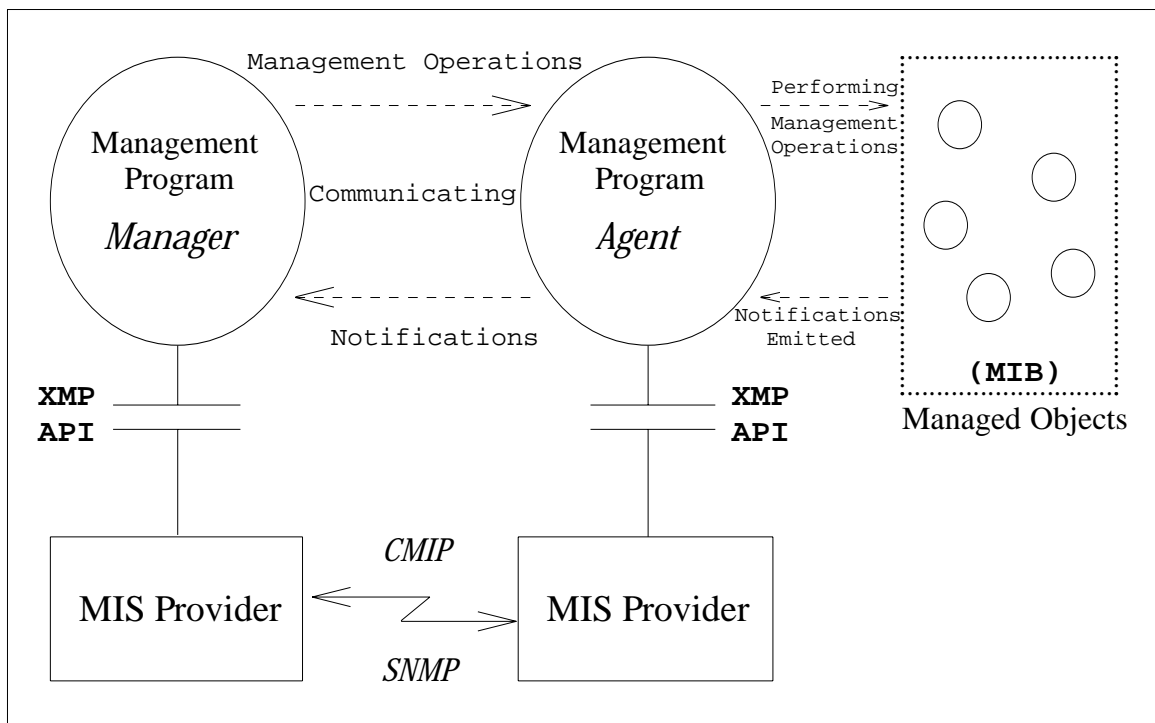 Management Operations
Management
Program
Manager
Communicating
Notifications
Management
Program
Agent
Performing
Management
Operations
Notifications
Emitted
(MIB)
Managed Objects
XMP
API
XMP
API
MIS Provider
CMIP
SNMP
MIS Provider